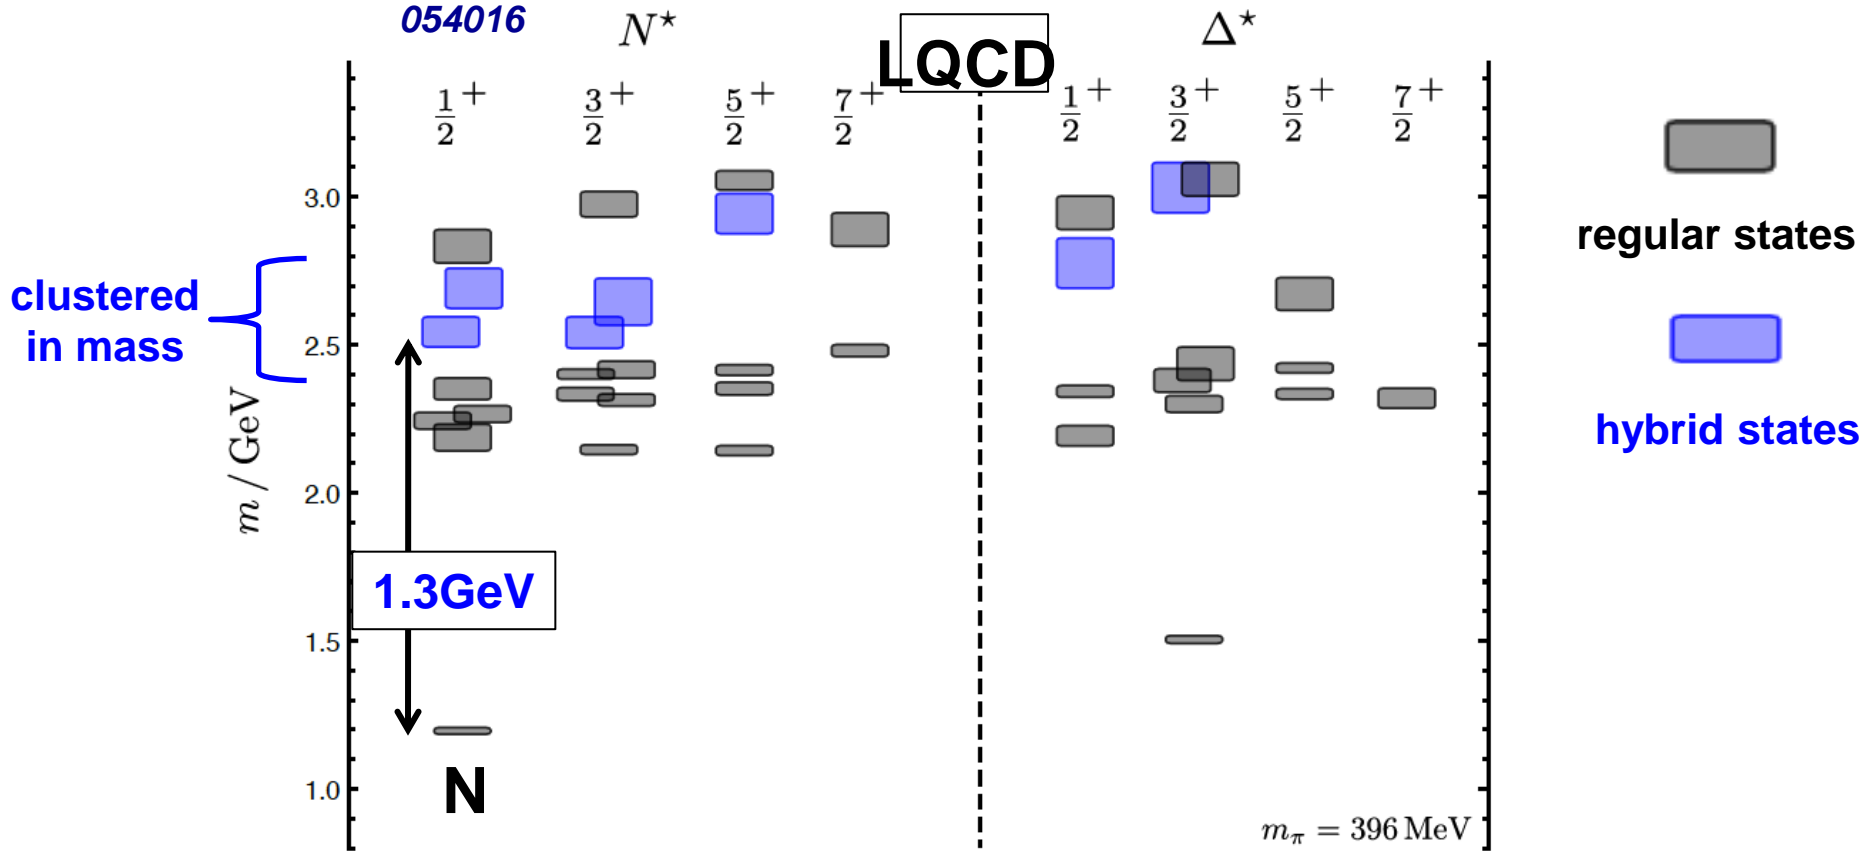 054016
N⋆
LQCD
Δ⋆
1/2+ 3/2+ 5/2+ 7/2+ 1/2+ 3/2+ 5/2+ 7/2+
3.0
2.5
2.0
1.5
1.0
m / GeV
clustered
in mass
1.3GeV
N
mπ = 396 MeV
regular states
hybrid states